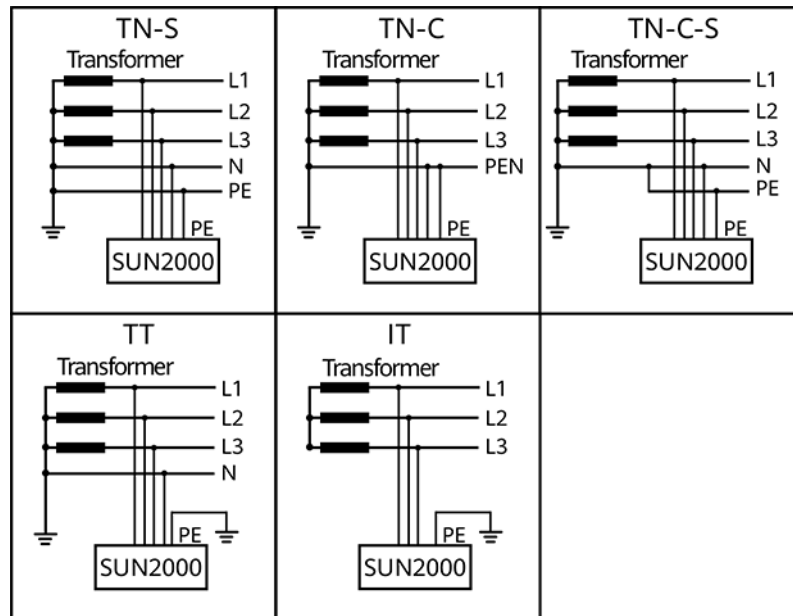 TN-S
Transformer
L1
L2
L3
N
PE
PE
SUN2000
TN-C
Transformer
L1
L2
L3
PEN
PE
SUN2000
TN-C-S
Transformer
L1
L2
L3
N
PE
PE
SUN2000
TT
Transformer
L1
L2
L3
N
PE
SUN2000
IT
Transformer
L1
L2
L3
PE
SUN2000